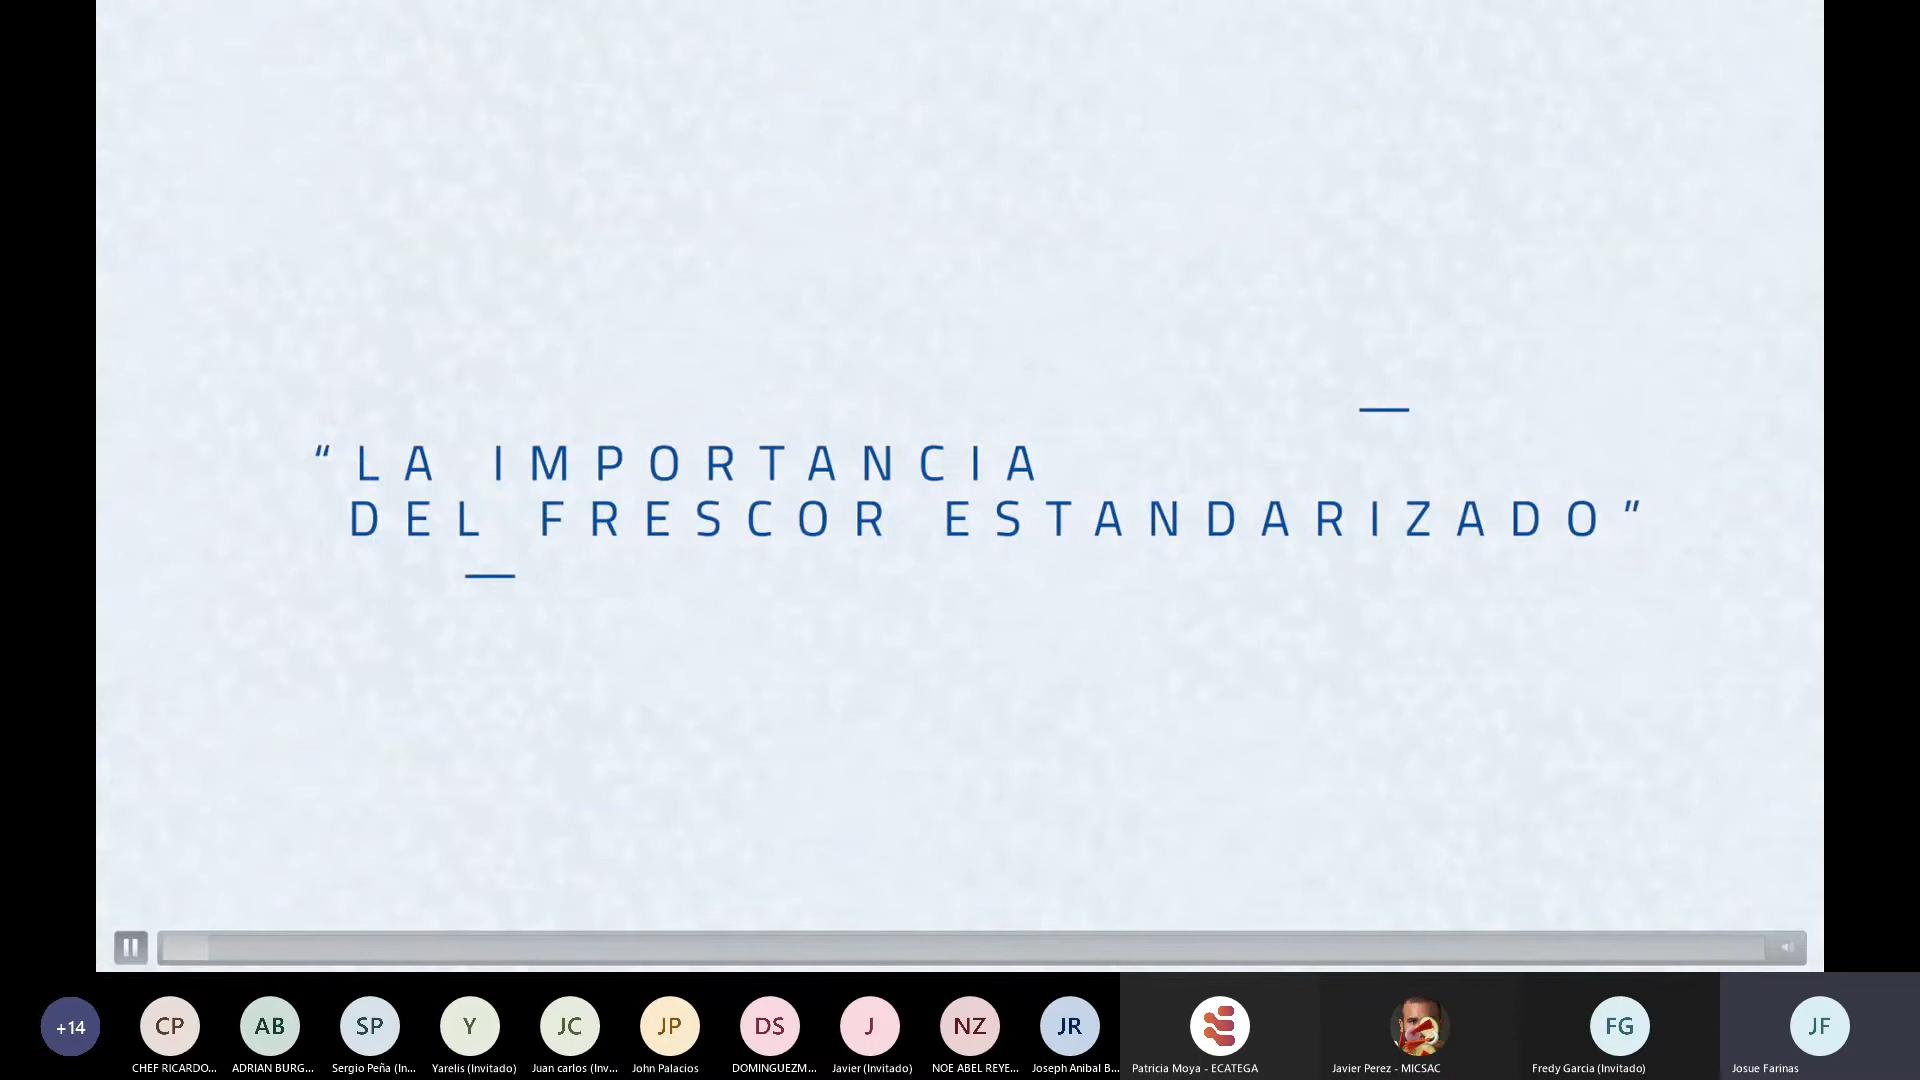 “LA IMPORTANCIA
DEL FRESCOR ESTANDARIZADO”
+14
CP
AB
SP
Y
JC
JP
DS
J
NZ
JR
FG
JF
CHEF RICARDO...
ADRIAN BURG...
Sergio Peña (In...
Yarelis (Invitado)
Juan carlos (Inv...
John Palacios
DOMINGUEZM...
Javier (Invitado)
NOE ABEL REYE...
Joseph Anibal B...
Patricia Moya - ECATEGA
Javier Perez - MICSAC
Fredy Garcia (Invitado)
Josue Farinas